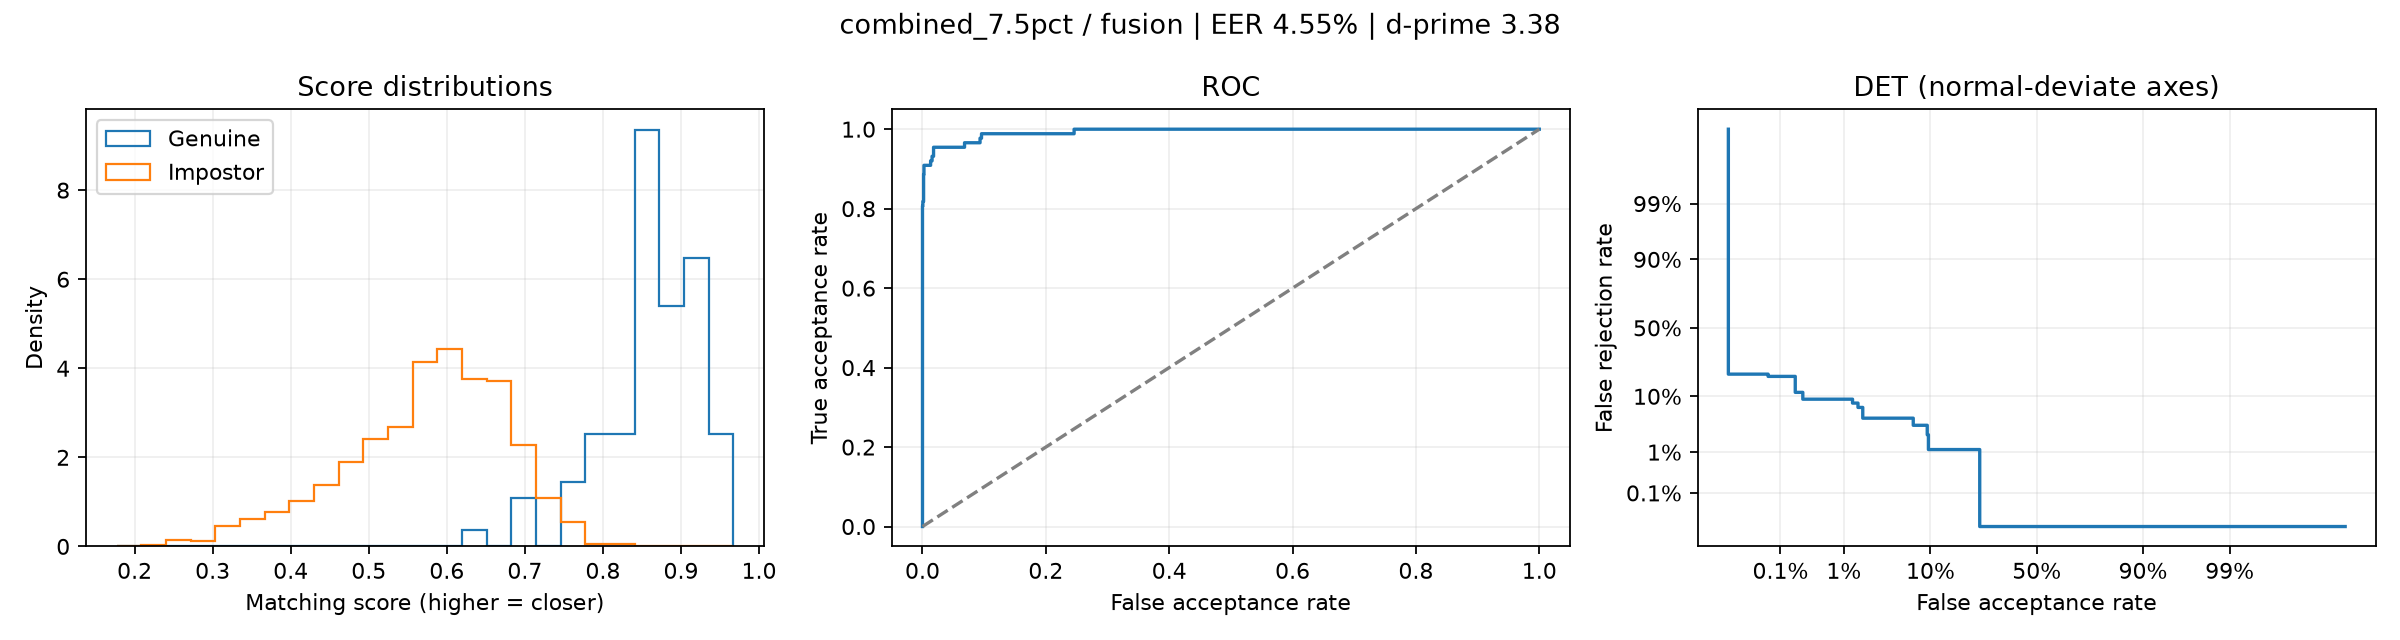 combined_7.5pct / fusion | EER 4.55% | d-prime 3.38
Score distributions
Genuine
Impostor
Density
8
6
4
2
0
0.2 0.3 0.4 0.5 0.6 0.7 0.8 0.9 1.0
Matching score (higher = closer)
ROC
True acceptance rate
1.0
0.8
0.6
0.4
0.2
0.0
0.0 0.2 0.4 0.6 0.8 1.0
False acceptance rate
DET (normal-deviate axes)
False rejection rate
99%
90%
50%
10%
1%
0.1%
0.1% 1% 10% 50% 90% 99%
False acceptance rate